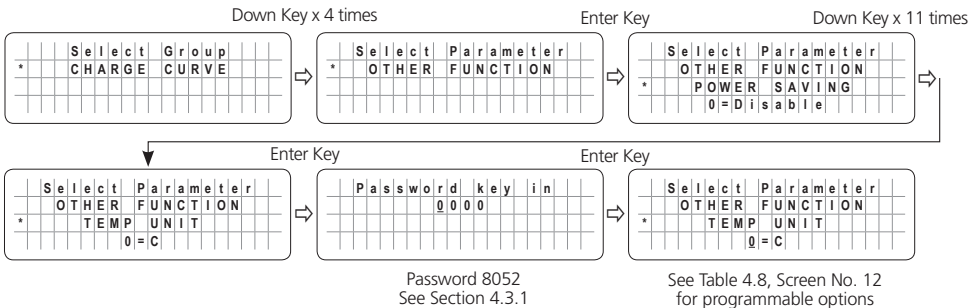 Down Key x 4 times
Enter Key
Down Key x 11 times
Select Group
* CHARGE CURVE
Select Parameter
* OTHER FUNCTION
Select Parameter
OTHER FUNCTION
* POWER SAVING
0=Disable
Enter Key
Enter Key
Select Parameter
OTHER FUNCTION
* TEMP UNIT
0=C
Password key in
0000
Select Parameter
OTHER FUNCTION
* TEMP UNIT
0=C
Password 8052
See Section 4.3.1
See Table 4.8, Screen No. 12
for programmable options